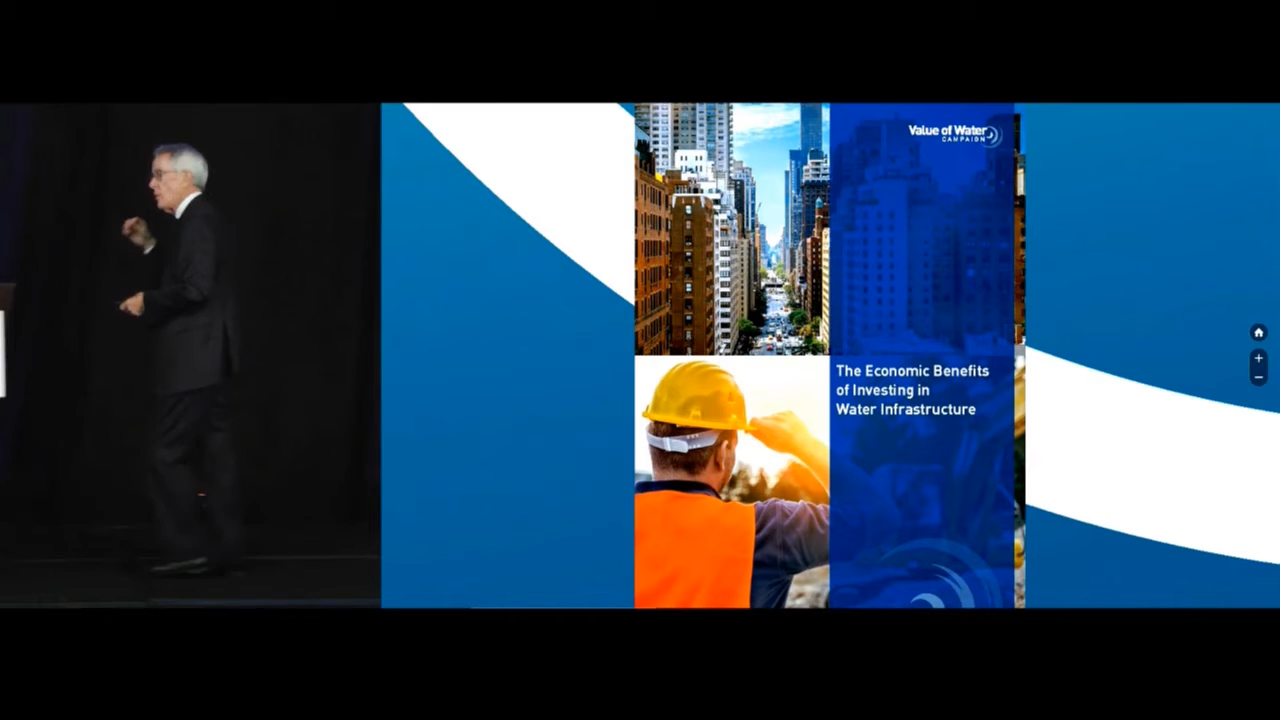 Value of Water
CAMPAIGN
The Economic Benefits
of Investing in
Water Infrastructure